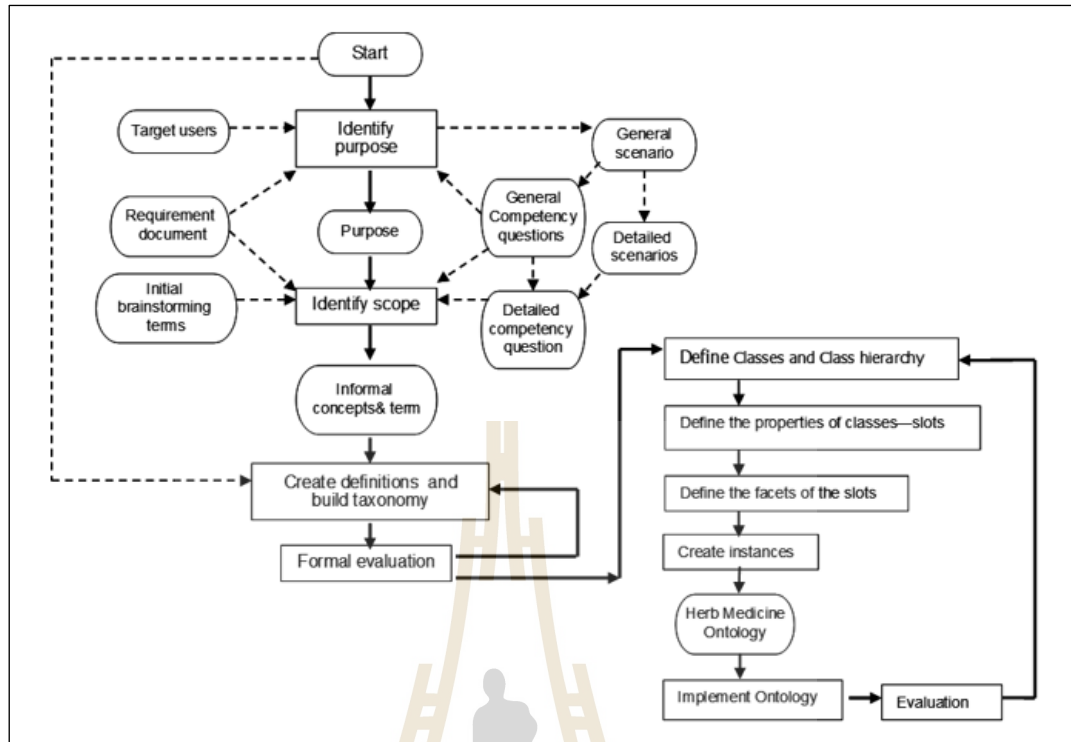 Start
Target users
Identify
purpose
General
scenario
Requirement
document
Purpose
General
Competency
questions
Detailed
scenarios
Initial
brainstorming
terms
Identify scope
Detailed
competency
question
Informal
concepts& term
Create definitions and
build taxonomy
Formal evaluation
Define Classes and Class hierarchy
Define the properties of classes—slots
Define the facets of the slots
Create instances
Herb Medicine
Ontology
Implement Ontology
Evaluation